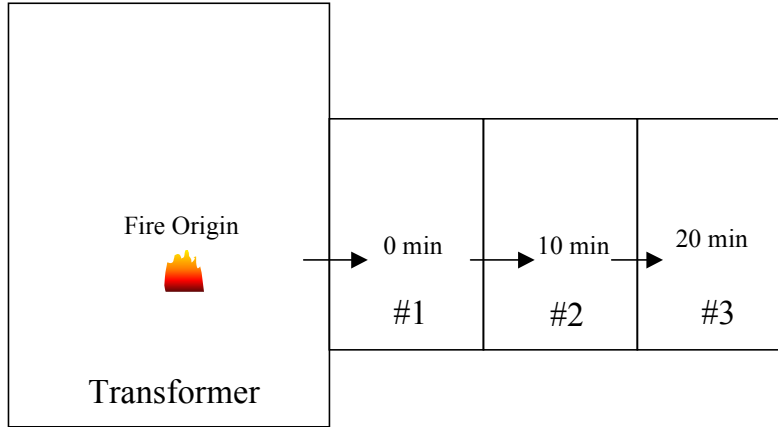 Fire Origin
0 min
10 min
20 min
#1
#2
#3
Transformer